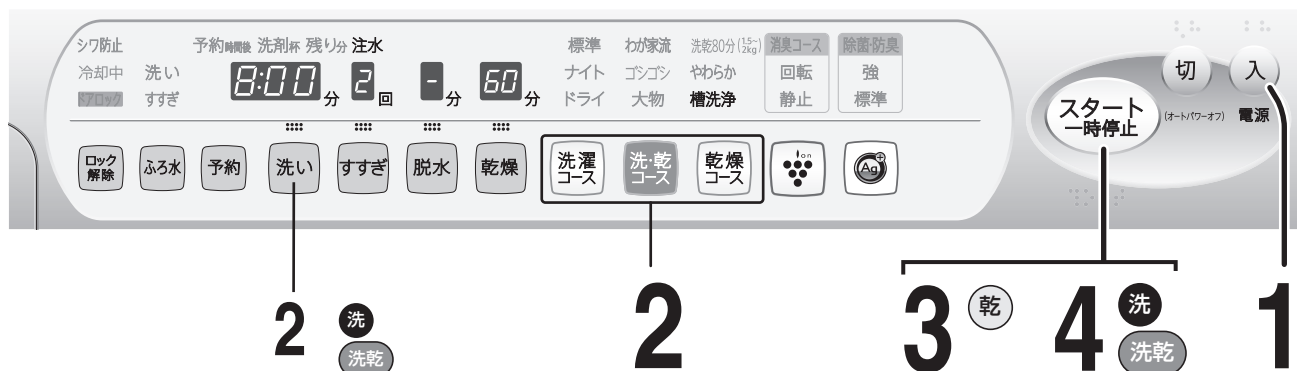 シワ防止 予約時間後 洗剤杯 残り分 注水 標準 わが家流 洗乾80分(1.5~2kg) 消臭コース 除菌防臭
冷却中 洗い 8:00分 2回 -分 60分 ナイト ゴシゴシ やわらか 回転 強
ドアロック すすぎ ドライ 大物 槽洗浄 静止 標準
切 入
(オートパワーオフ) 電源
スタート
一時停止
ロック
解除
ふろ水
予約
洗い
すすぎ
脱水
乾燥
洗濯
コース
洗・乾
コース
乾燥
コース
ion
Ag+
2 洗
洗乾
2
3 乾
4 洗
洗乾
1